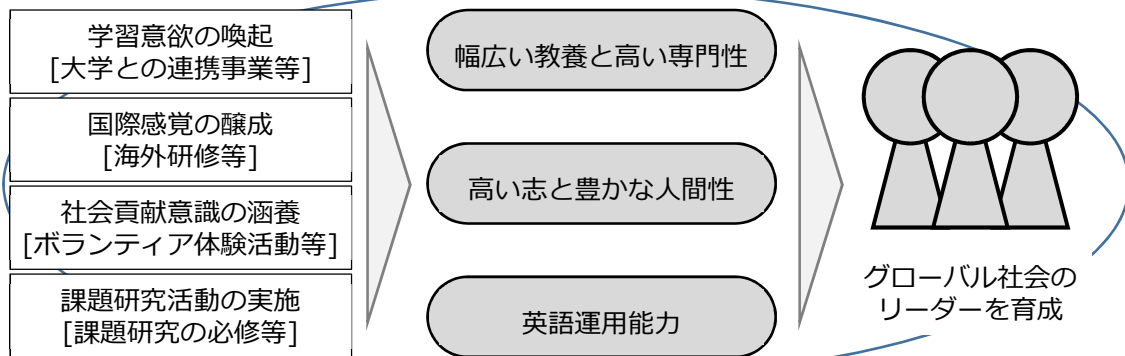 学習意欲の喚起
[大学との連携事業等]
国際感覚の醸成
[海外研修等]
社会貢献意識の涵養
[ボランティア体験活動等]
課題研究活動の実施
[課題研究の必修等]
幅広い教養と高い専門性
高い志と豊かな人間性
英語運用能力
グローバル社会の
リーダーを育成